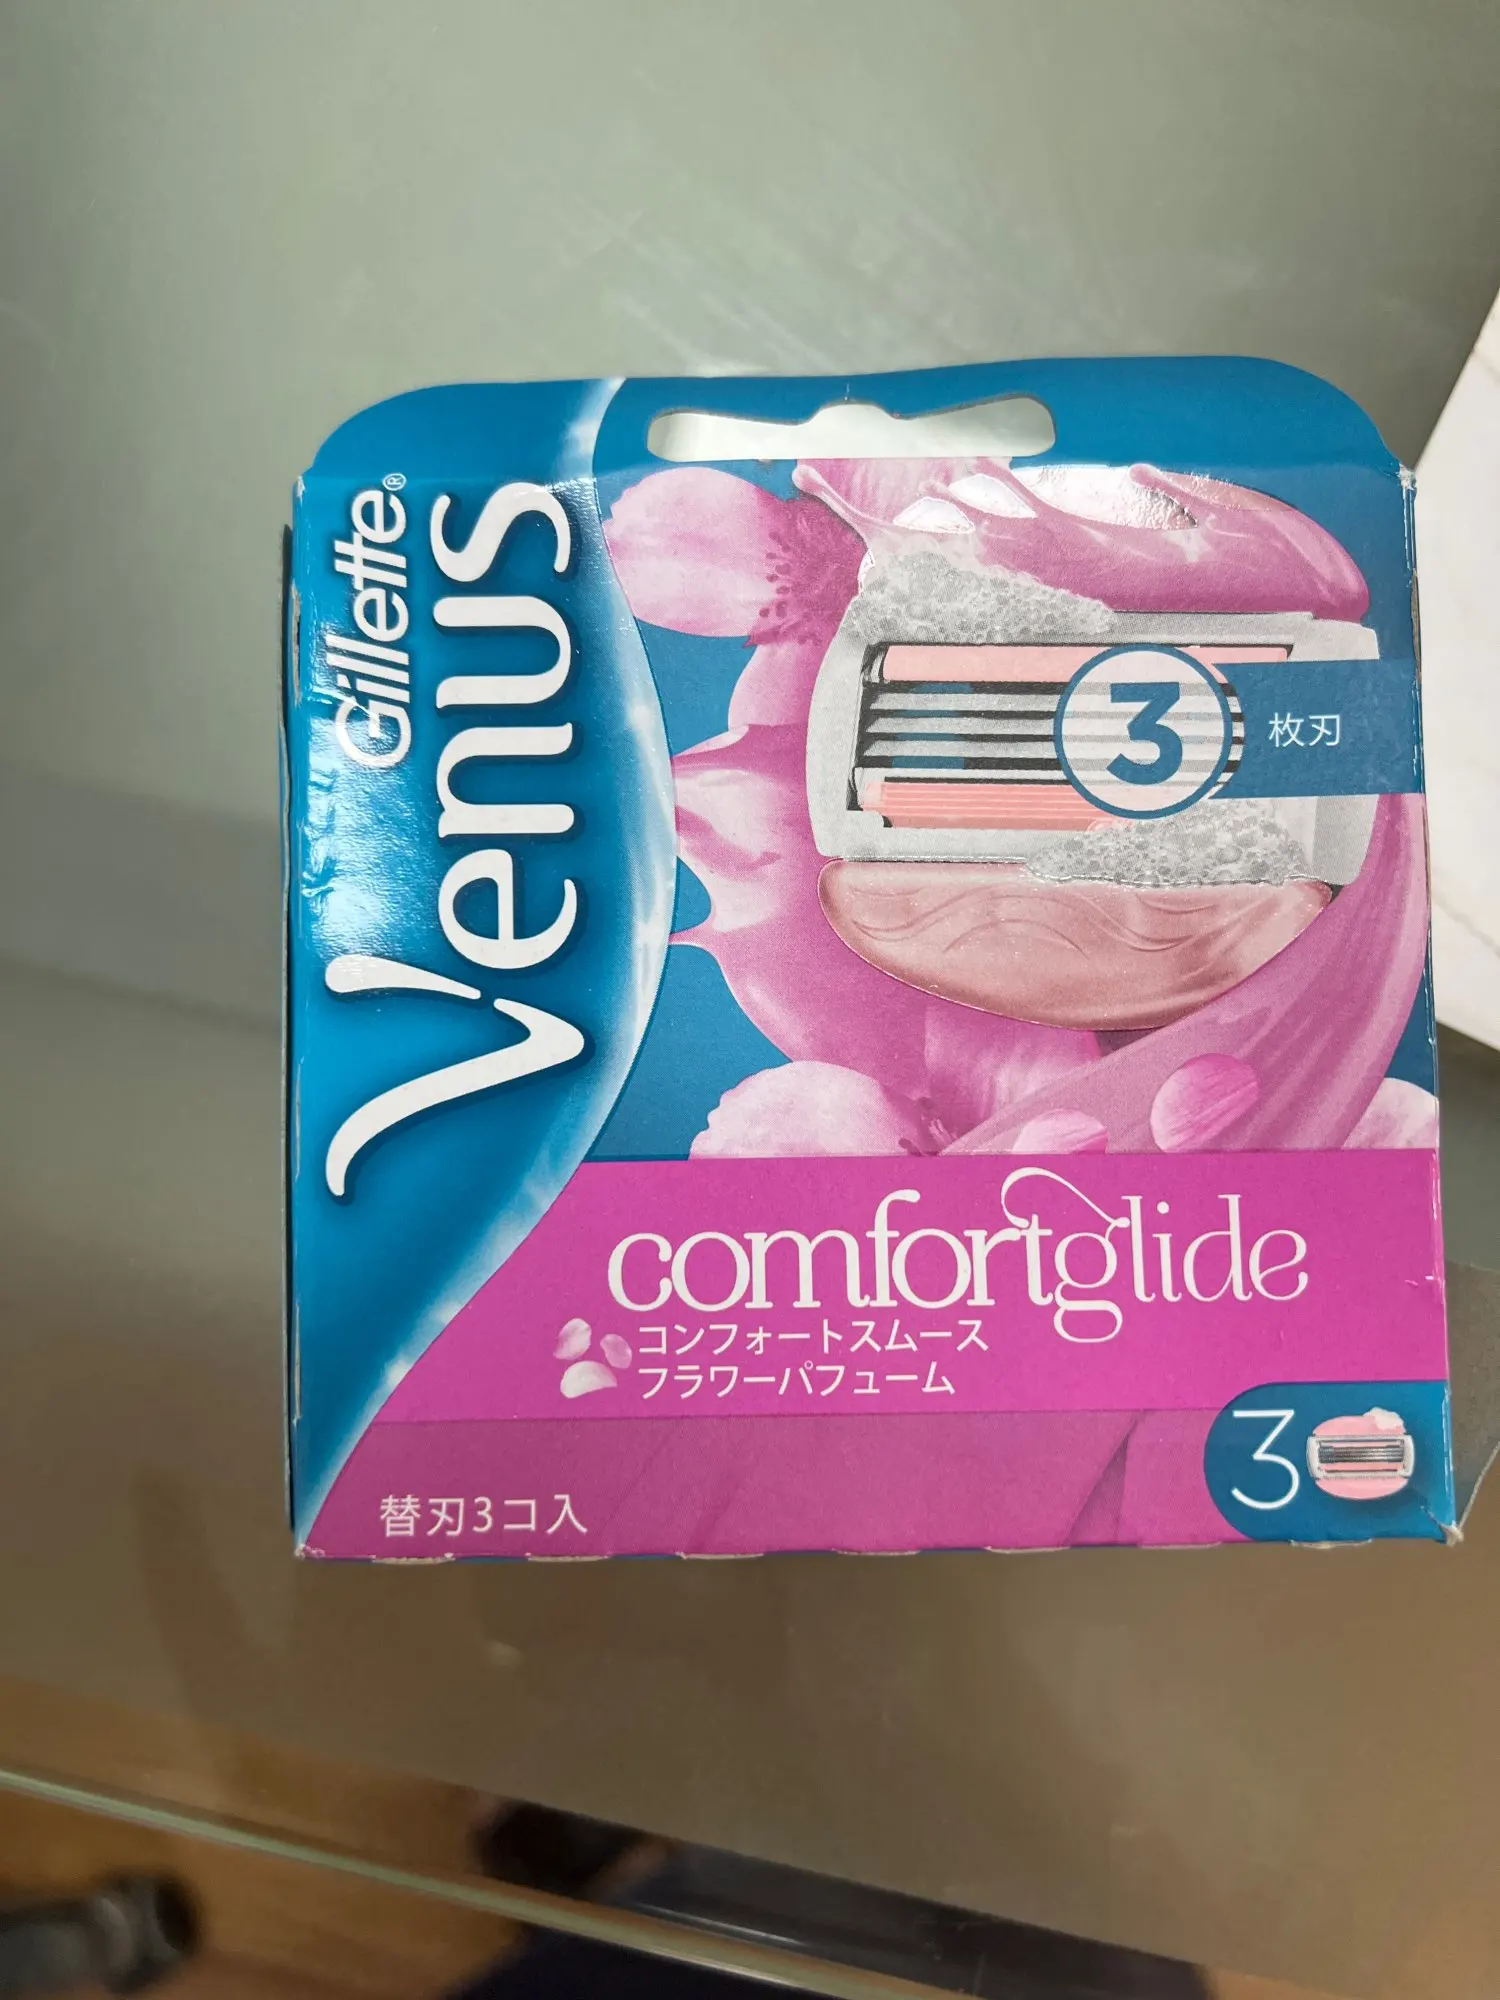 Gillette®
Venus
3 枚刃
comfortglide
コンフォートスムース
フラワーパフューム
替刃3コ入
3